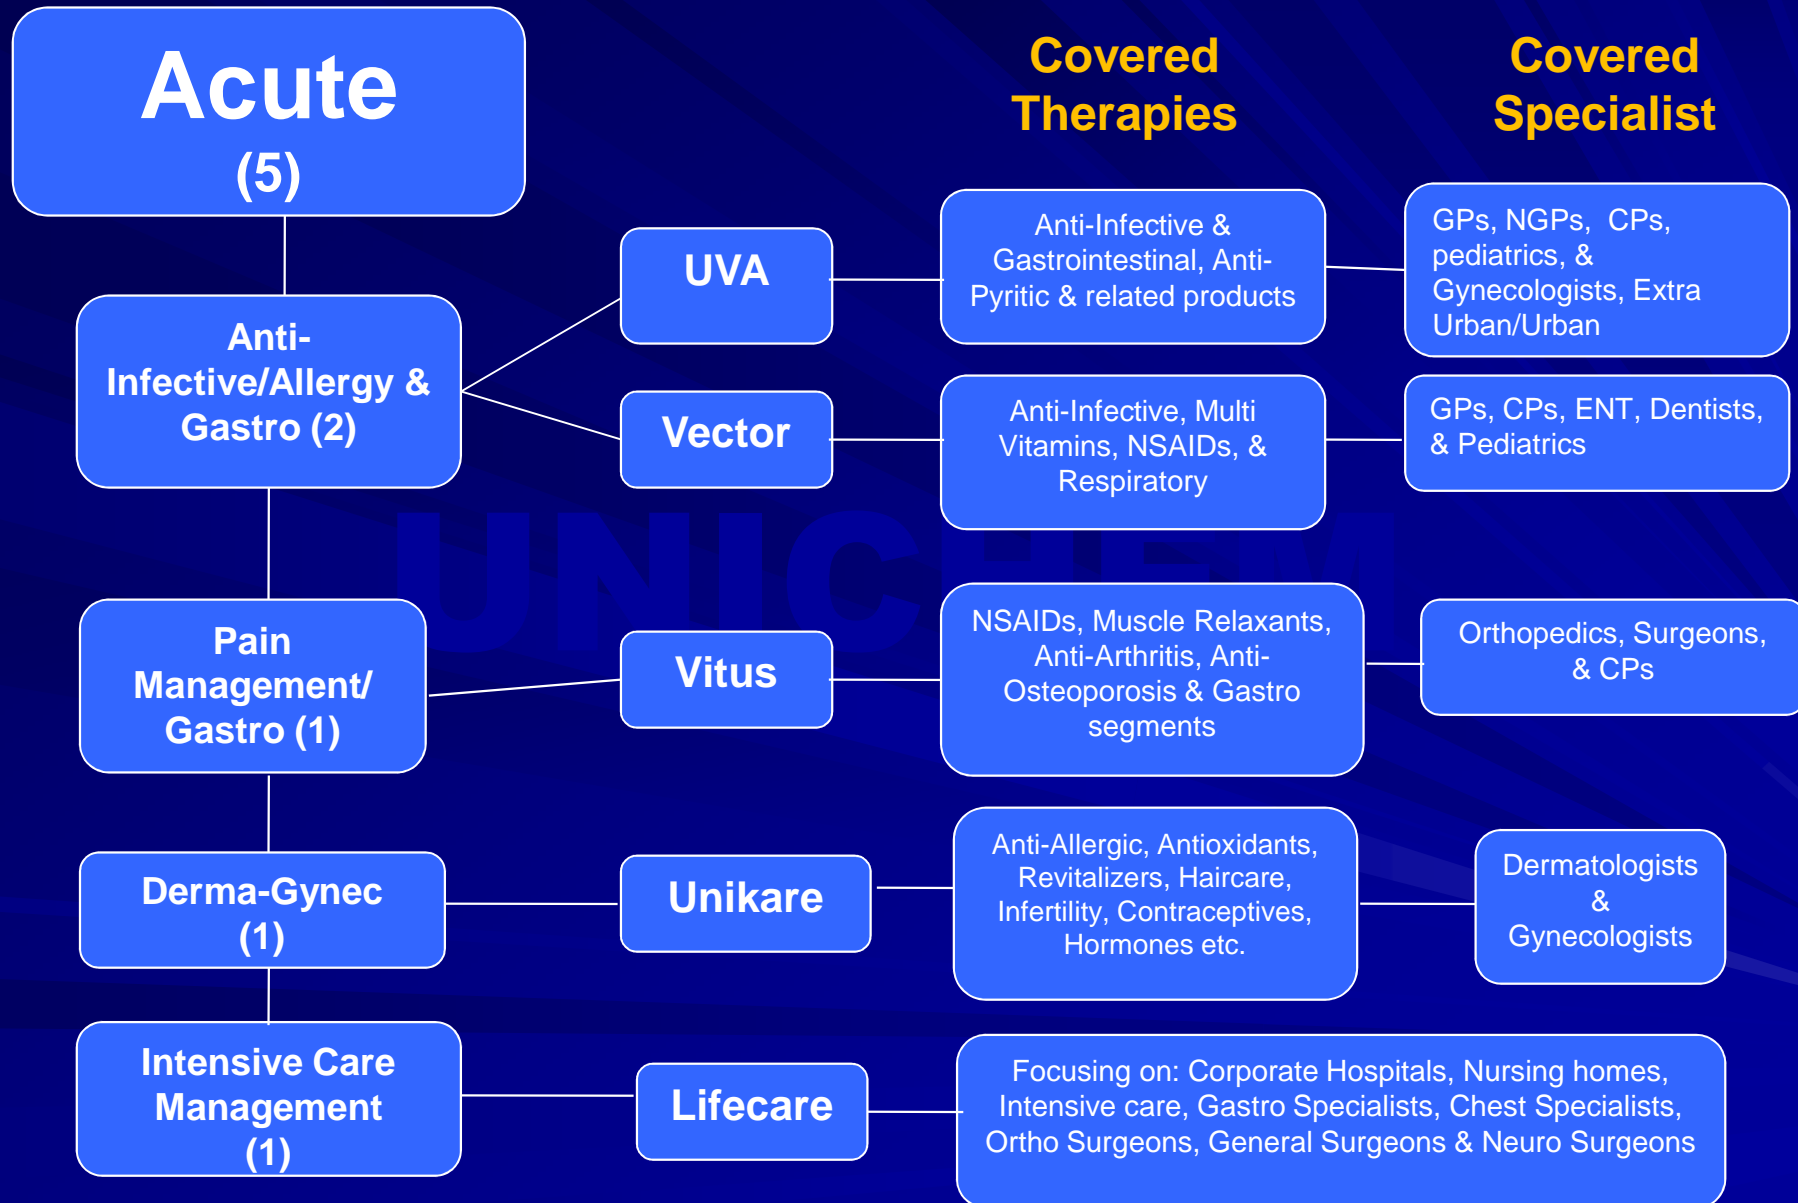 Acute
(5)
Covered
Therapies
Covered
Specialist
Anti-
Infective/Allergy &
Gastro (2)
UVA
Anti-Infective &
Gastrointestinal, Anti-
Pyritic & related products
GPs, NGPs,  CPs,
pediatrics, &
Gynecologists, Extra
Urban/Urban
Vector
Anti-Infective, Multi
Vitamins, NSAIDs, &
Respiratory
GPs, CPs, ENT, Dentists,
& Pediatrics
UNICHEM
Pain
Management/
Gastro (1)
Vitus
NSAIDs, Muscle Relaxants,
Anti-Arthritis, Anti-
Osteoporosis & Gastro
segments
Orthopedics, Surgeons,
& CPs
Derma-Gynec
(1)
Unikare
Anti-Allergic, Antioxidants,
Revitalizers, Haircare,
Infertility, Contraceptives,
Hormones etc.
Dermatologists
&
Gynecologists
Intensive Care
Management
(1)
Lifecare
Focusing on: Corporate Hospitals, Nursing homes,
Intensive care, Gastro Specialists, Chest Specialists,
Ortho Surgeons, General Surgeons & Neuro Surgeons